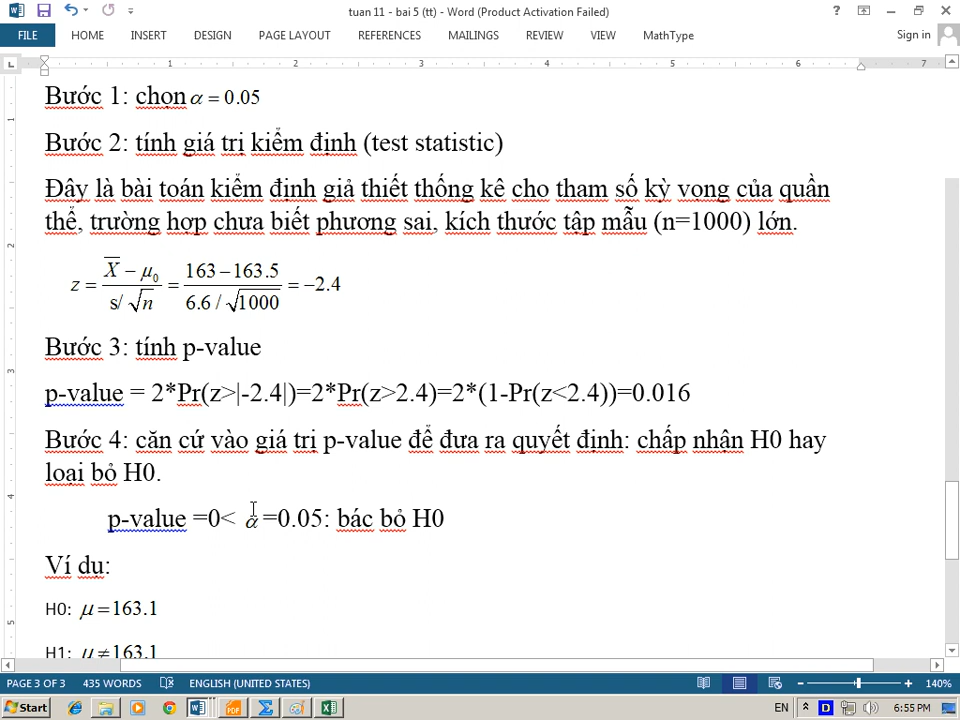 tuan 11 - bai 5 (tt) - Word (Product Activation Failed)
FILE HOME INSERT DESIGN PAGE LAYOUT REFERENCES MAILINGS REVIEW VIEW MathType Sign in
1 2 3 4 5 6 7
Bước 1: chọn α = 0.05
Bước 2: tính giá trị kiểm định (test statistic)
Đây là bài toán kiểm định giả thiết thống kê cho tham số kỳ vọng của quần
thể, trường hợp chưa biết phương sai, kích thước tập mẫu (n=1000) lớn.
z = (X̄ − μ₀) / (s/√n) = (163 − 163.5) / (6.6 / √1000) = −2.4
Bước 3: tính p-value
p-value = 2*Pr(z>|-2.4|)=2*Pr(z>2.4)=2*(1-Pr(z<2.4))=0.016
Bước 4: căn cứ vào giá trị p-value để đưa ra quyết định: chấp nhận H0 hay
loại bỏ H0.
p-value =0< α=0.05: bác bỏ H0
Ví dụ:
H0: μ = 163.1
H1: μ ≠ 163.1
PAGE 3 OF 3 435 WORDS ENGLISH (UNITED STATES) 140%
Start EN 6:55 PM